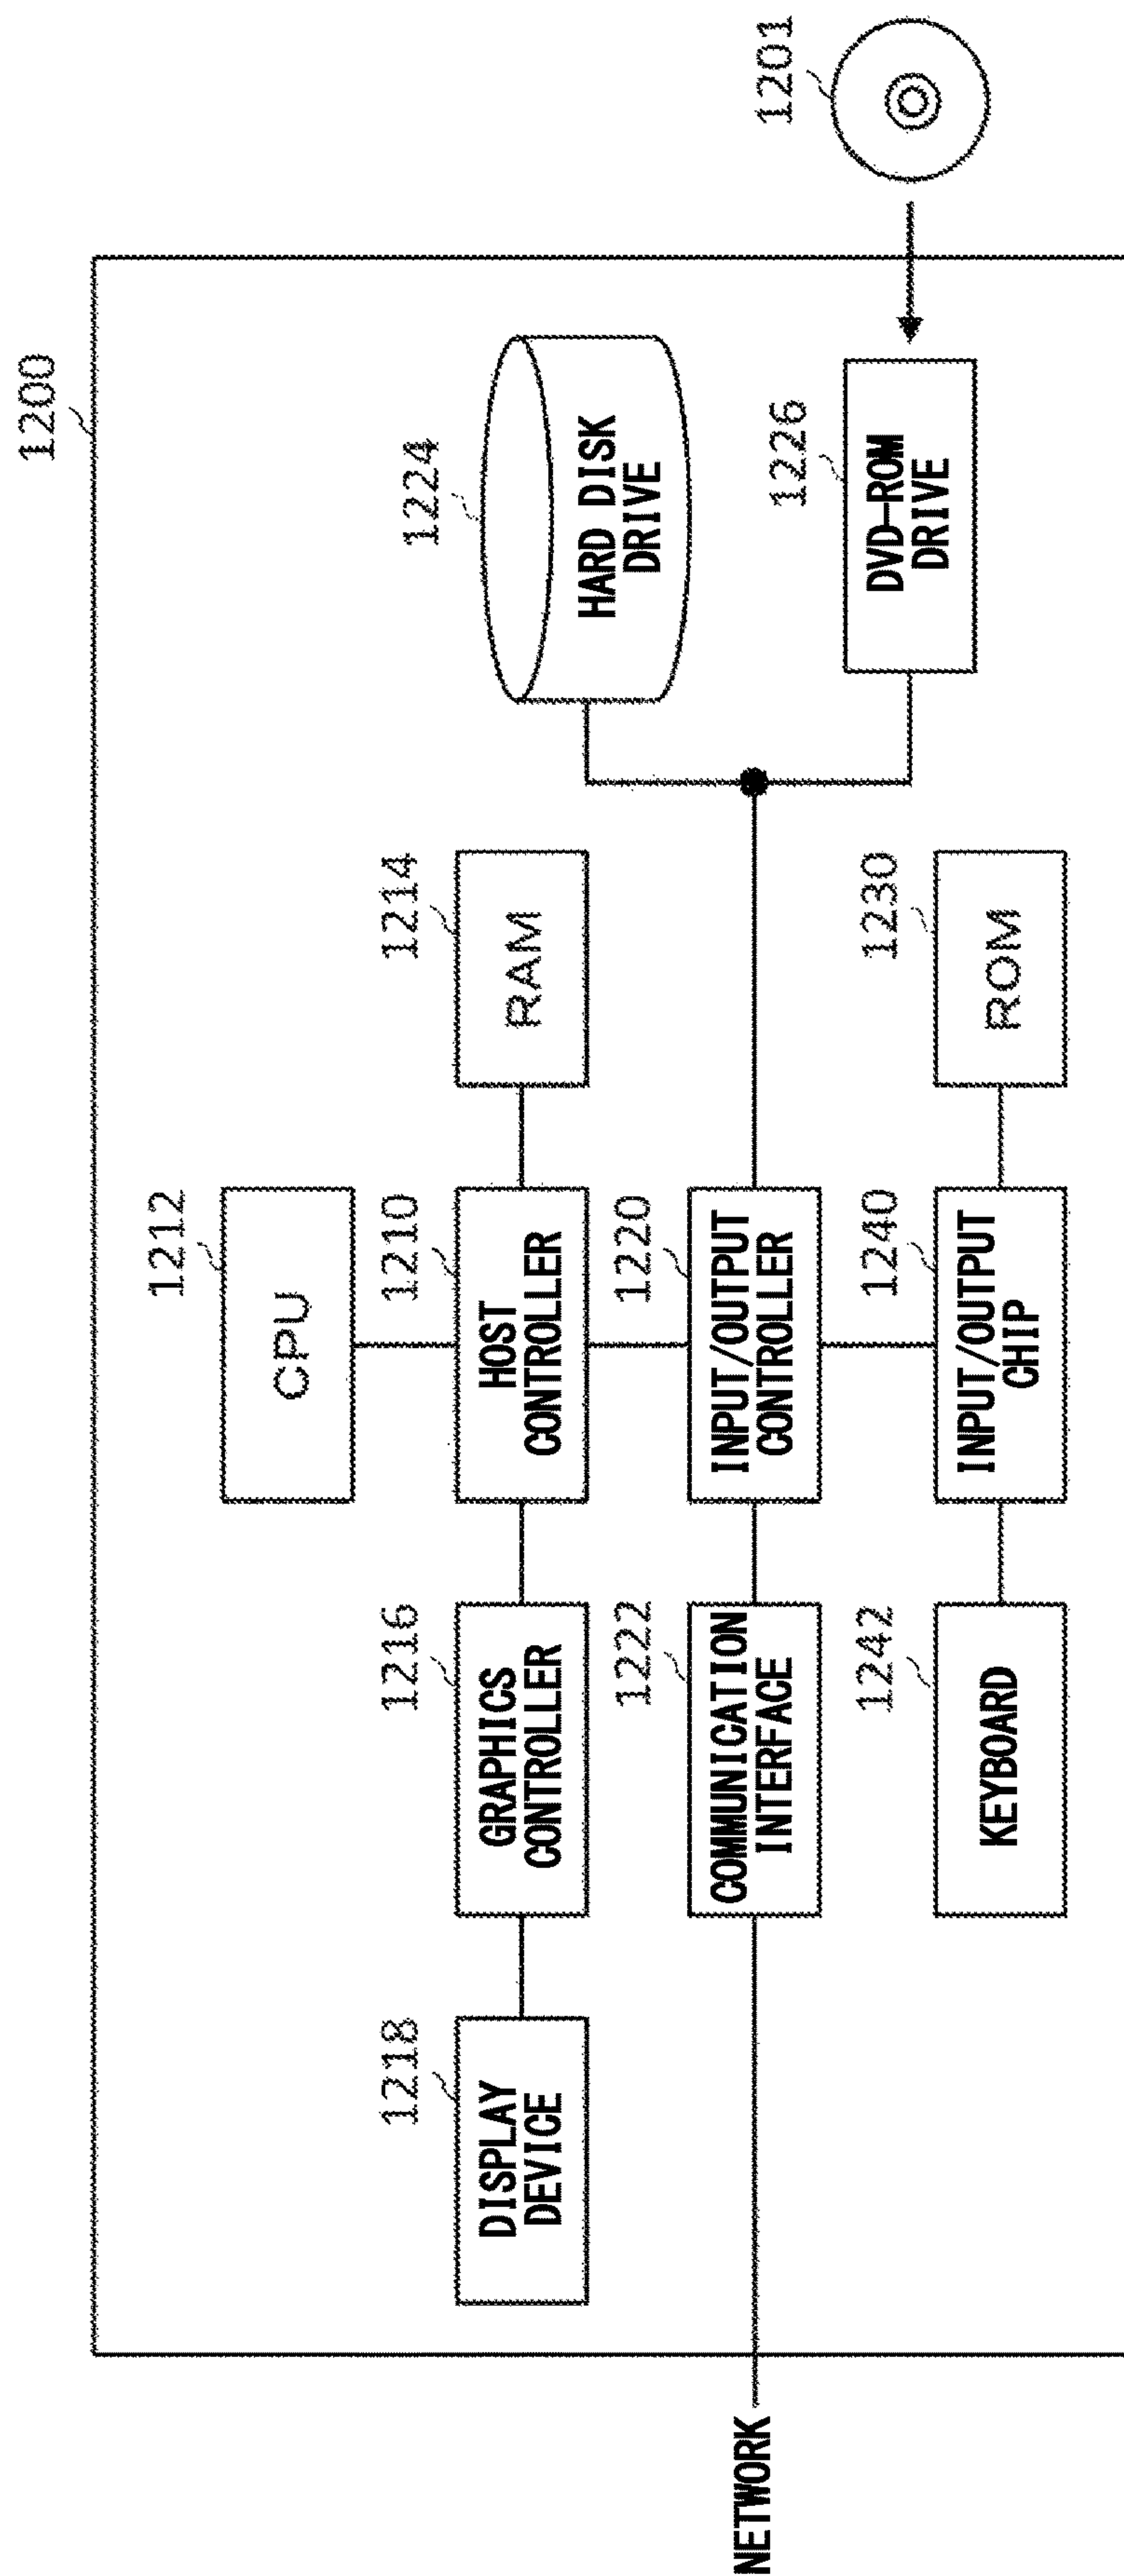 1200
1212
CPU
1218
DISPLAY
DEVICE
1216
GRAPHICS
CONTROLLER
1210
HOST
CONTROLLER
1214
RAM
1224
HARD DISK
DRIVE
NETWORK
1222
COMMUNICATION
INTERFACE
1220
INPUT/OUTPUT
CONTROLLER
1226
DVD-ROM
DRIVE
1201
1242
KEYBOARD
1240
INPUT/OUTPUT
CHIP
1230
ROM